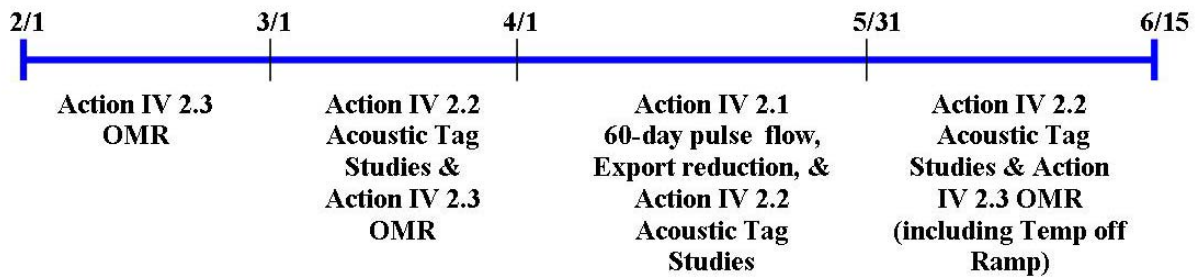 2/1 3/1 4/1 5/31 6/15
Action IV 2.3
OMR
Action IV 2.2
Acoustic Tag
Studies &
Action IV 2.3
OMR
Action IV 2.1
60-day pulse flow,
Export reduction, &
Action IV 2.2
Acoustic Tag
Studies
Action IV 2.2
Acoustic Tag
Studies & Action
IV 2.3 OMR
(including Temp off
Ramp)